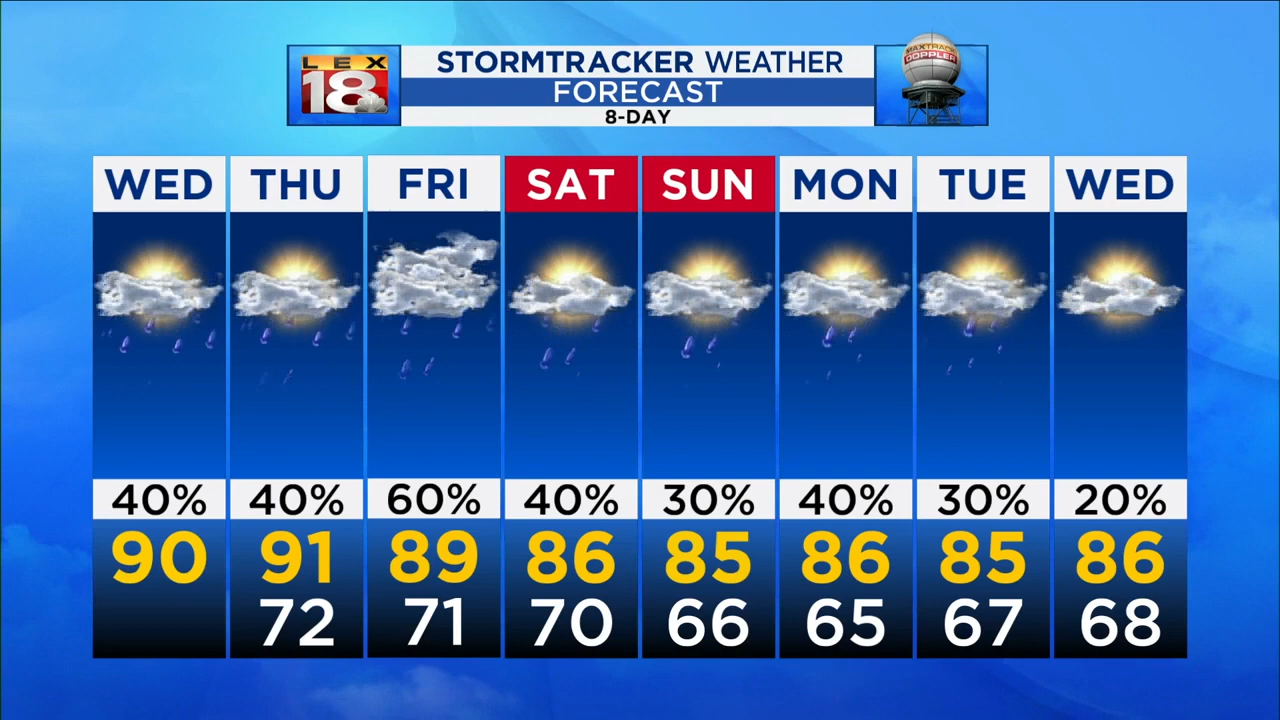 LEX
18
STORMTRACKER WEATHER
FORECAST
8-DAY
MAXTRACK
DOPPLER
WED THU FRI SAT SUN MON TUE WED
40% 40% 60% 40% 30% 40% 30% 20%
90 91 89 86 85 86 85 86
72 71 70 66 65 67 68